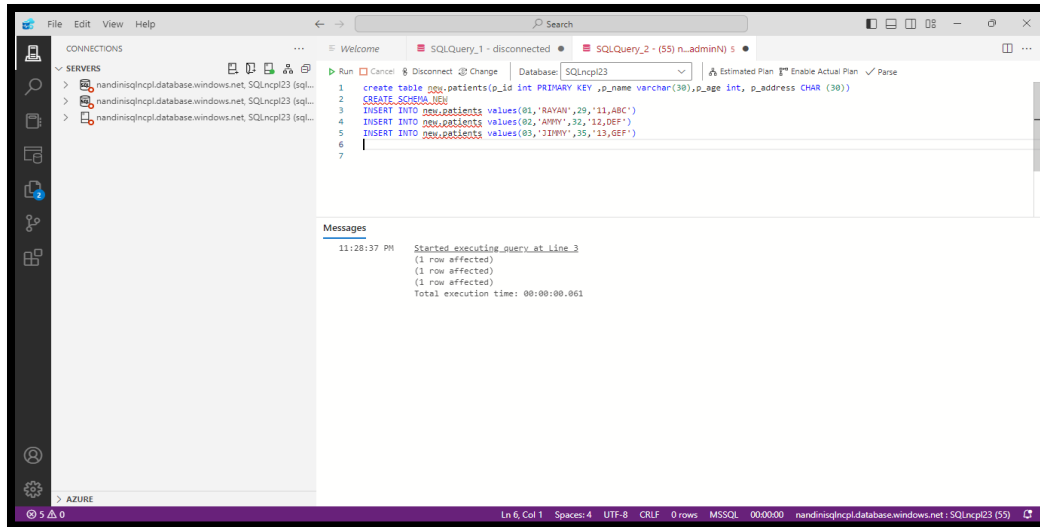 File Edit View Help
Search
CONNECTIONS
SERVERS
nandinisqlncpl.database.windows.net, SQLncpl23 (sql...
nandinisqlncpl.database.windows.net, SQLncpl23 (sql...
nandinisqlncpl.database.windows.net, SQLncpl23 (sql...
2
AZURE
Welcome SQLQuery_1 - disconnected SQLQuery_2 - (55) n...adminN) 5
Run Cancel Disconnect Change Database: SQLncpl23 Estimated Plan Enable Actual Plan Parse
1 create table new.patients(p_id int PRIMARY KEY ,p_name varchar(30),p_age int, p_address CHAR (30))
2 CREATE SCHEMA NEW
3 INSERT INTO new.patients values(01,'RAYAN',29,'11,ABC')
4 INSERT INTO new.patients values(02,'AMMY',32,'12,DEF')
5 INSERT INTO new.patients values(03,'JIMMY',35,'13,GEF')
6
7
Messages
11:28:37 PM Started executing query at Line 3
(1 row affected)
(1 row affected)
(1 row affected)
Total execution time: 00:00:00.061
5 0 Ln 6, Col 1 Spaces: 4 UTF-8 CRLF 0 rows MSSQL 00:00:00 nandinisqlncpl.database.windows.net : SQLncpl23 (55)